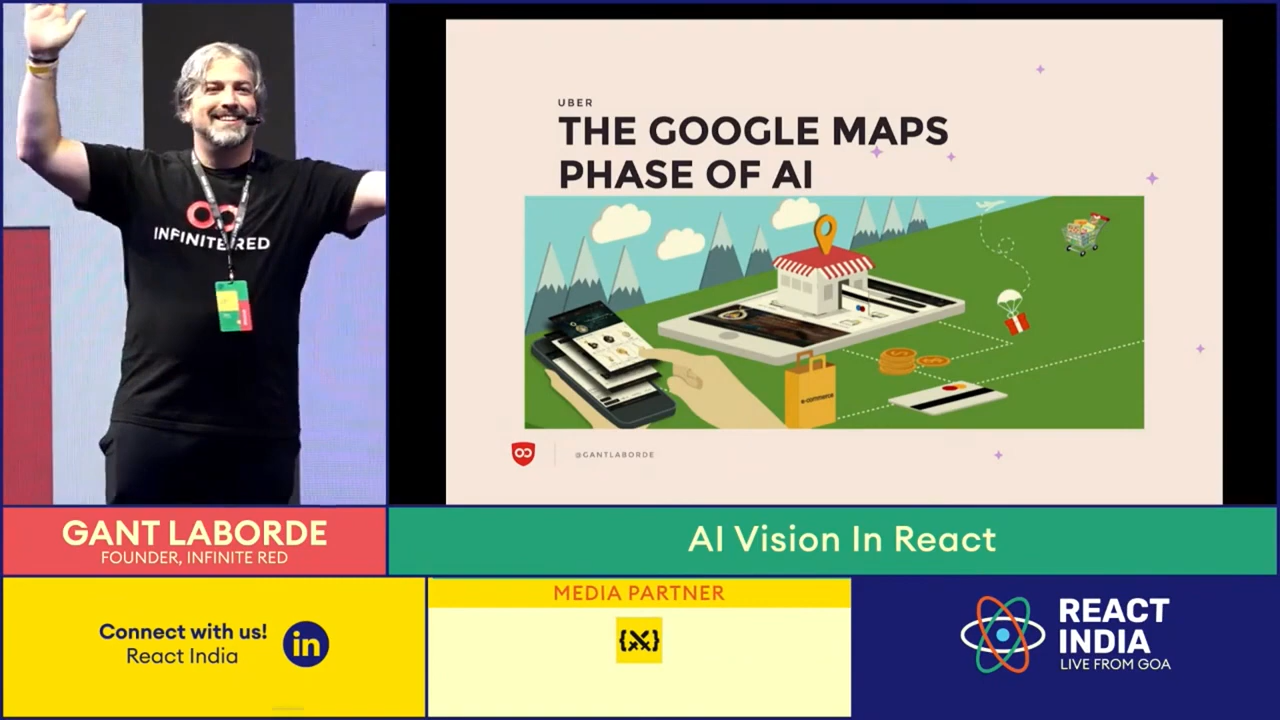 INFINITE RED
UBER
THE GOOGLE MAPS
PHASE OF AI
e-commerce
@GANTLABORDE
GANT LABORDE
FOUNDER, INFINITE RED
AI Vision In React
Connect with us!
React India
in
MEDIA PARTNER
{X}
REACT
INDIA
LIVE FROM GOA